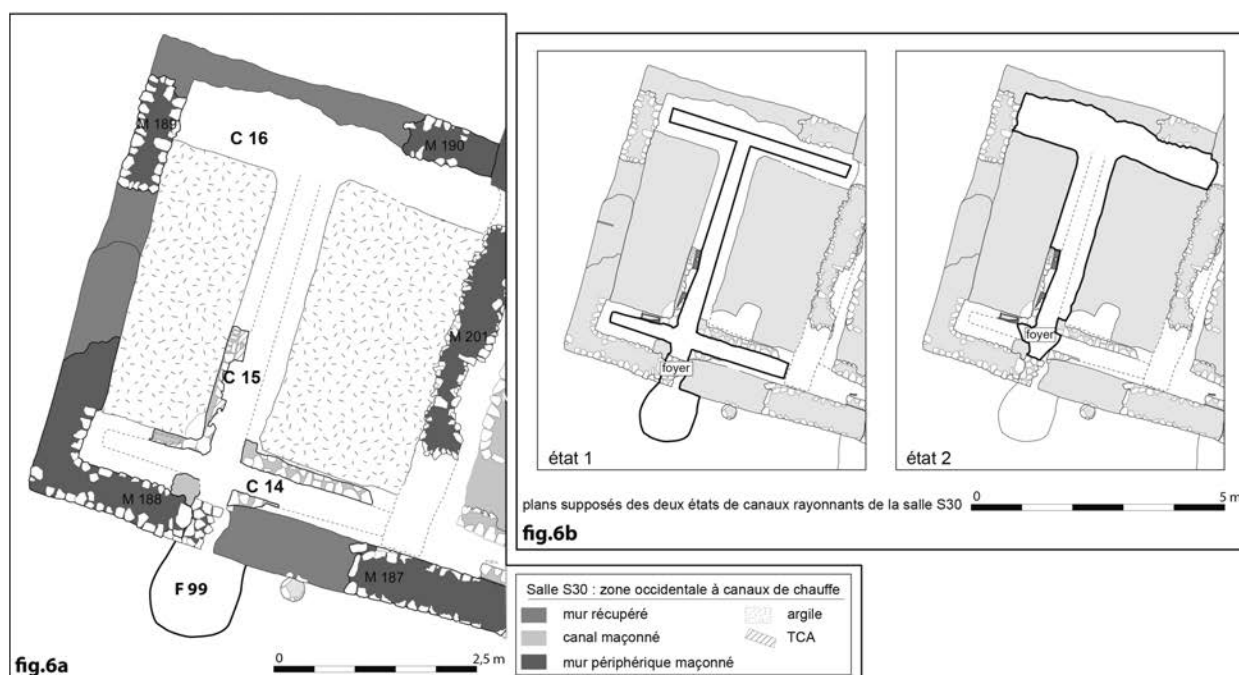 M 189
C 16
M 190
M 201
C 15
C 14
M 188
F 99
M 187
fig.6a
0 2,5 m
foyer
état 1
foyer
état 2
plans supposés des deux états de canaux rayonnants de la salle S30
0 5 m
fig.6b
Salle S30 : zone occidentale à canaux de chauffe
mur récupéré
canal maçonné
mur périphérique maçonné
argile
TCA